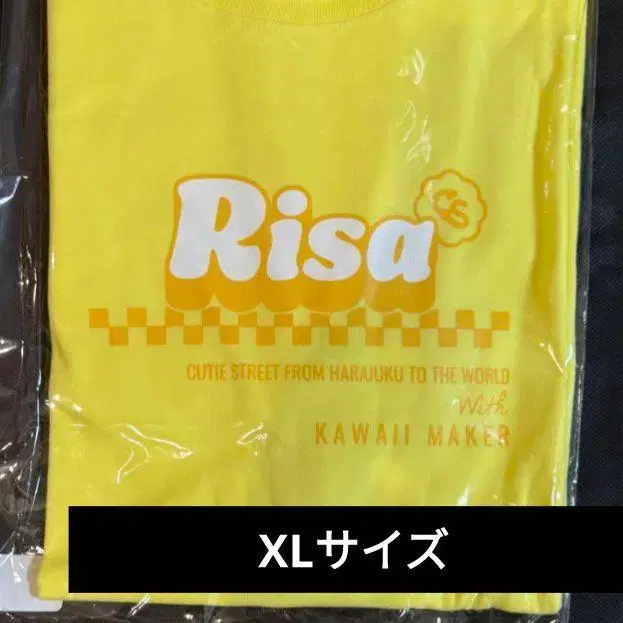 Risa
CS
CUTIE STREET FROM HARAJUKU TO THE WORLD
With
KAWAII MAKER
XLサイズ